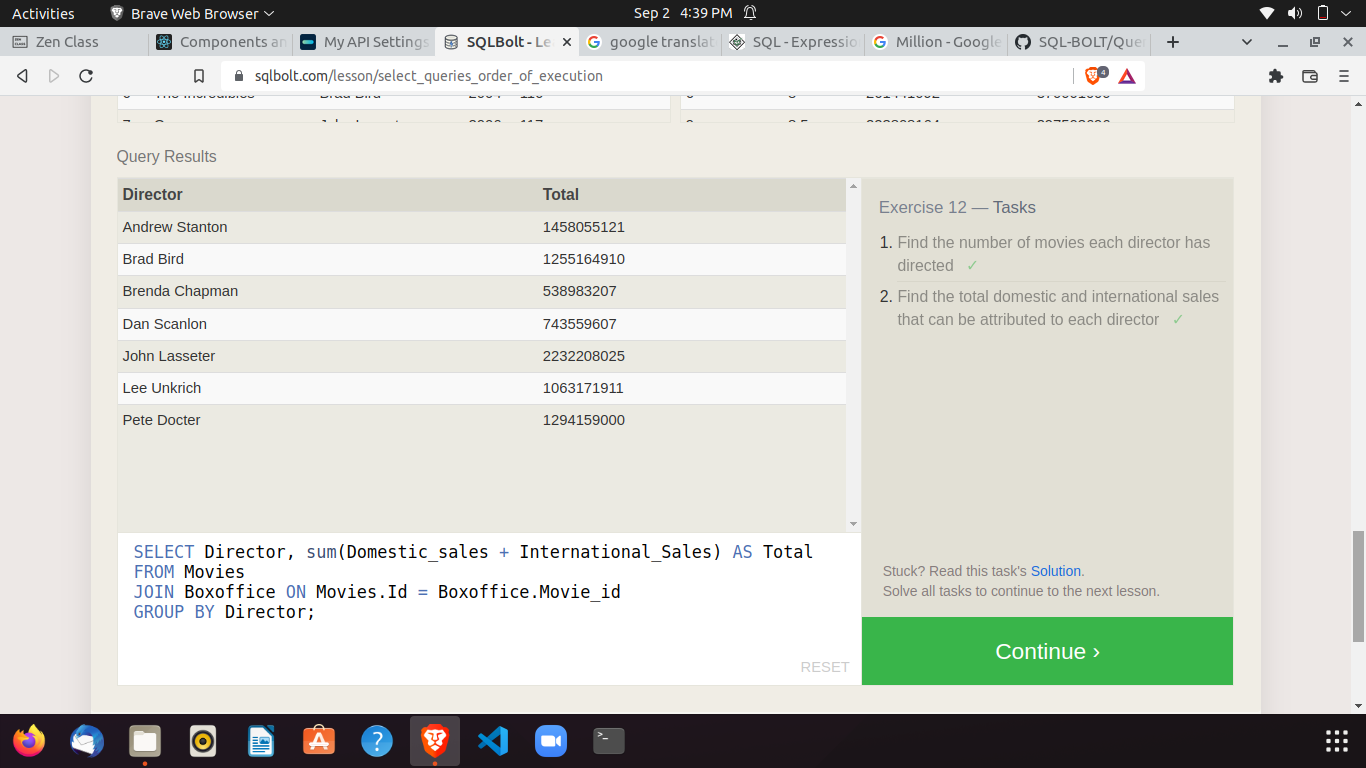 Activities
Brave Web Browser
Sep 2 4:39 PM
Zen Class
Components an
My API Settings
SQLBolt - Le
google translat
SQL - Expressio
Million - Google
SQL-BOLT/Quer
sqlbolt.com/lesson/select_queries_order_of_execution
4
Query Results
Director Total
Andrew Stanton 1458055121
Brad Bird 1255164910
Brenda Chapman 538983207
Dan Scanlon 743559607
John Lasseter 2232208025
Lee Unkrich 1063171911
Pete Docter 1294159000
Exercise 12 — Tasks
1. Find the number of movies each director has
directed ✓
2. Find the total domestic and international sales
that can be attributed to each director ✓
SELECT Director, sum(Domestic_sales + International_Sales) AS Total
FROM Movies
JOIN Boxoffice ON Movies.Id = Boxoffice.Movie_id
GROUP BY Director;
RESET
Stuck? Read this task's Solution.
Solve all tasks to continue to the next lesson.
Continue ›